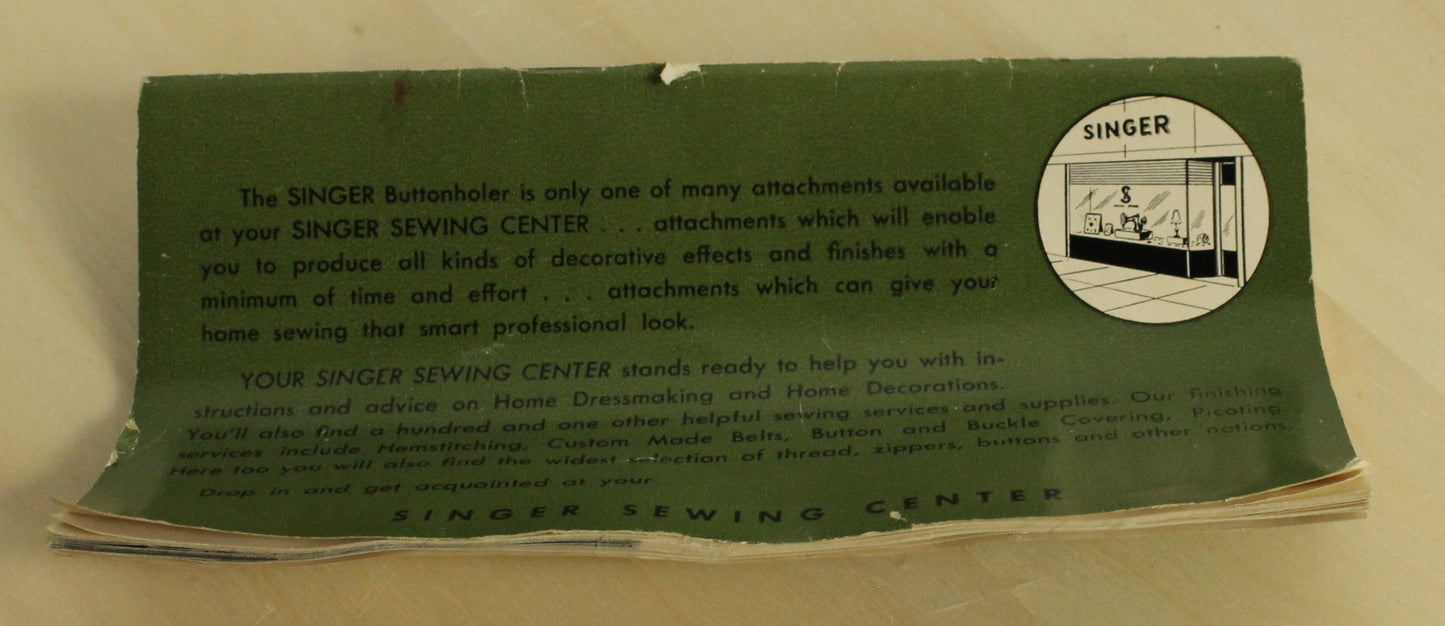 SINGER
S
The SINGER Buttonholer is only one of many attachments available
at your SINGER SEWING CENTER . . . attachments which will enable
you to produce all kinds of decorative effects and finishes with a
minimum of time and effort . . . attachments which can give your
home sewing that smart professional look.
YOUR SINGER SEWING CENTER stands ready to help you with in-
structions and advice on Home Dressmaking and Home Decorations.
You'll also find a hundred and one other helpful sewing services and supplies. Our finishing
services include Hemstitching, Custom Made Belts, Button and Buckle Covering, Picoting.
Here too you will also find the widest selection of thread, zippers, buttons and other notions.
Drop in and get acquainted at your
SINGER SEWING CENTER